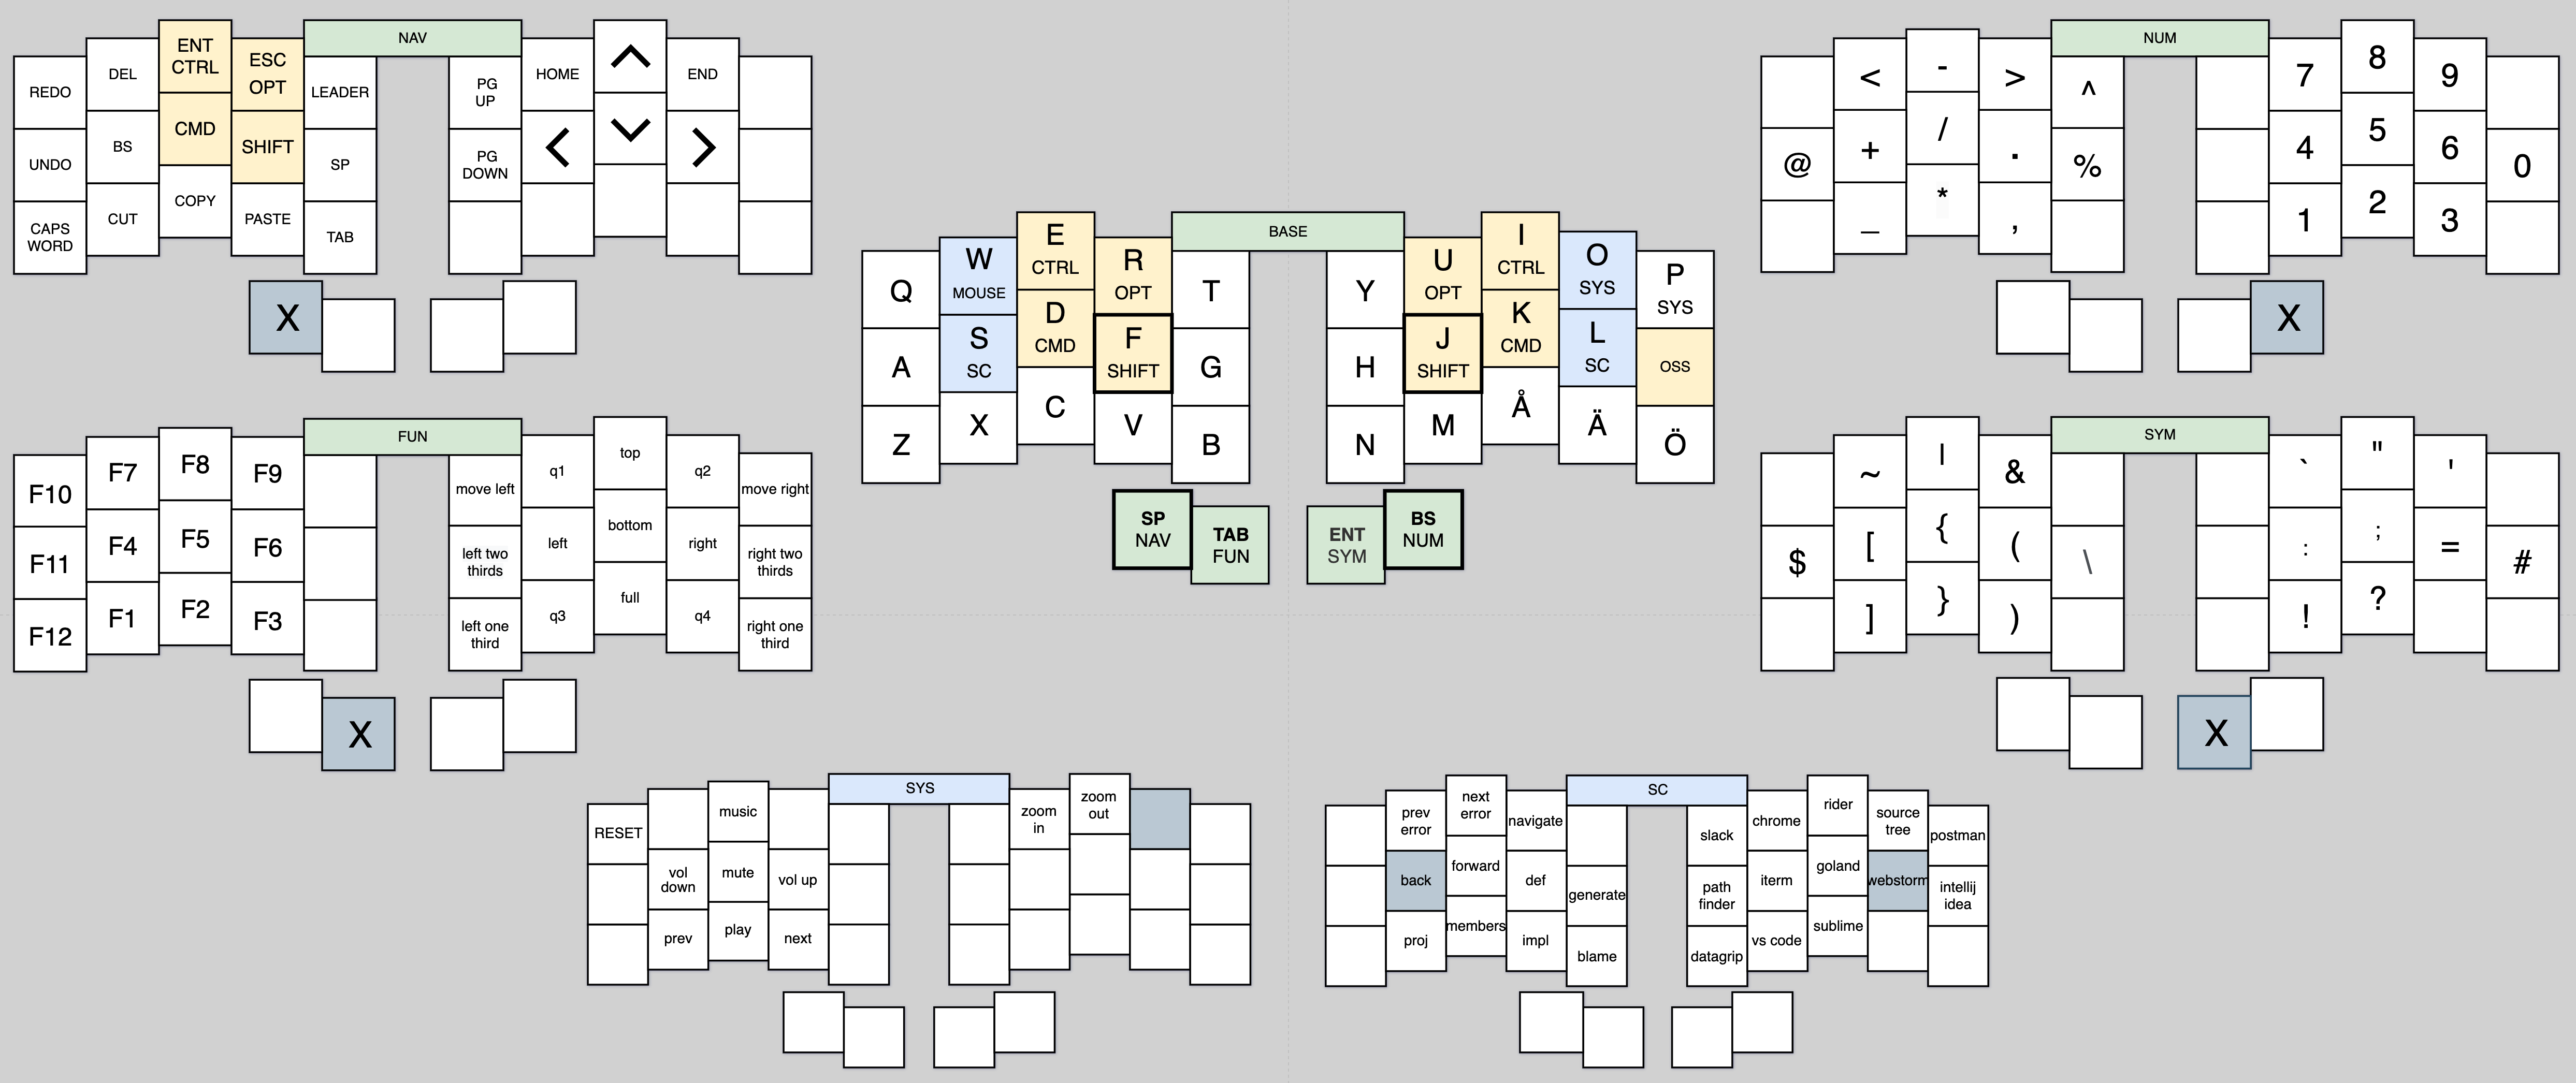 NAV
ENT
CTRL
ESC
OPT
DEL
REDO
LEADER
CMD
SHIFT
BS
UNDO
SP
COPY
CUT
PASTE
CAPS
WORD
TAB
X
HOME
^
END
PG
UP
<
v
>
PG
DOWN
BASE
Q
W
MOUSE
E
CTRL
R
OPT
T
A
S
SC
D
CMD
F
SHIFT
G
Z
X
C
V
B
Y
U
OPT
I
CTRL
O
SYS
P
SYS
H
J
SHIFT
K
CMD
L
SC
OSS
N
M
Å
Ä
Ö
SP
NAV
TAB
FUN
ENT
SYM
BS
NUM
NUM
<
-
>
^
@
+
/
.
%
_
*
,
7
8
9
4
5
6
0
1
2
3
X
FUN
F10
F7
F8
F9
F11
F4
F5
F6
F12
F1
F2
F3
X
move left
q1
top
q2
move right
left two
thirds
left
bottom
right
right two
thirds
left one
third
q3
full
q4
right one
third
SYM
~
|
&
$
[
{
(
\
]
}
)
`
"
'
:
;
=
#
!
?
X
SYS
RESET
music
vol
down
mute
vol up
prev
play
next
zoom
in
zoom
out
SC
prev
error
next
error
navigate
back
forward
def
generate
proj
members
impl
blame
slack
chrome
rider
source
tree
postman
path
finder
iterm
goland
webstorm
intellij
idea
datagrip
vs code
sublime